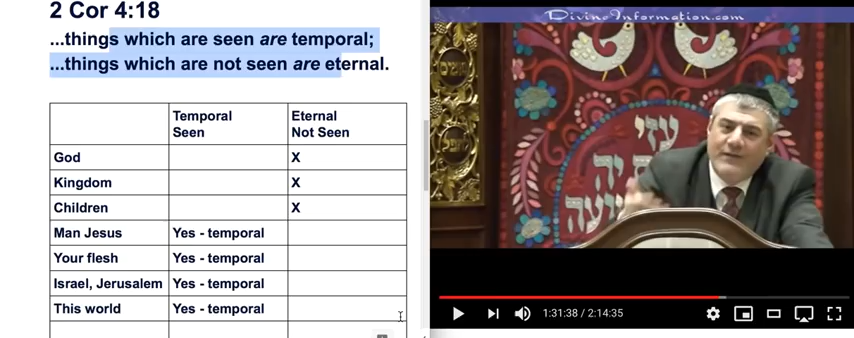 2 Cor 4:18
...things which are seen are temporal;
...things which are not seen are eternal.
Temporal Seen Eternal Not Seen
God X
Kingdom X
Children X
Man Jesus Yes - temporal
Your flesh Yes - temporal
Israel, Jerusalem Yes - temporal
This world Yes - temporal
DivineInformation.com
עזי
1:31:38 / 2:14:35